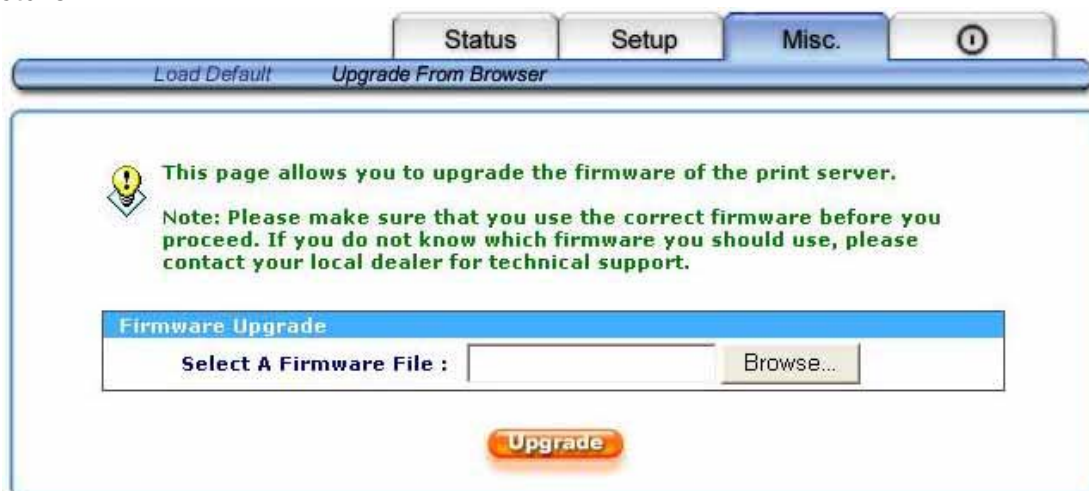 Status Setup Misc.
Load Default Upgrade From Browser
This page allows you to upgrade the firmware of the print server.
Note: Please make sure that you use the correct firmware before you
proceed. If you do not know which firmware you should use, please
contact your local dealer for technical support.
Firmware Upgrade
Select A Firmware File : Browse...
Upgrade